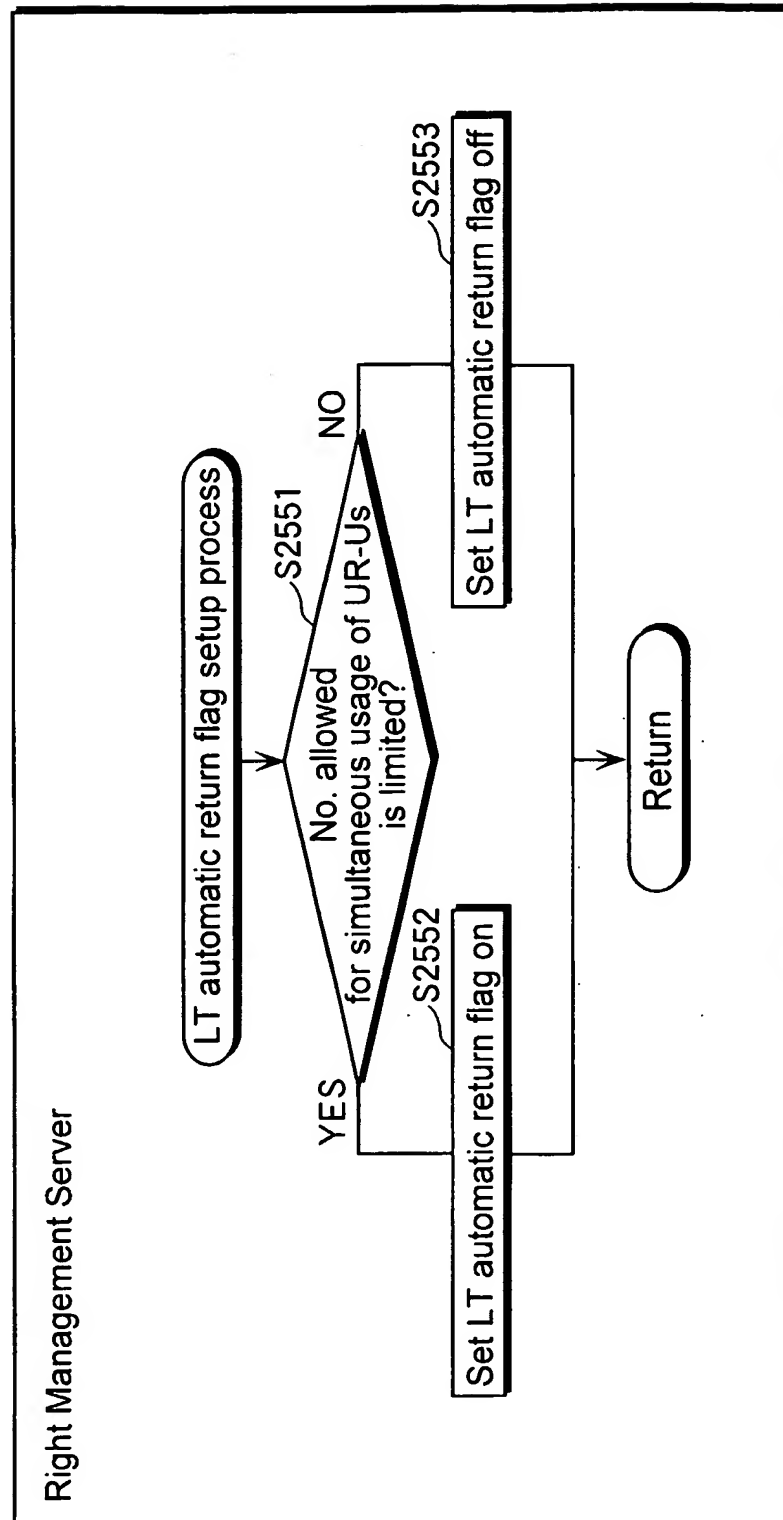 Right Management Server
LT automatic return flag setup process
S2551
No. allowed
for simultaneous usage of UR-Us
is limited?
YES
NO
S2552
Set LT automatic return flag on
S2553
Set LT automatic return flag off
Return